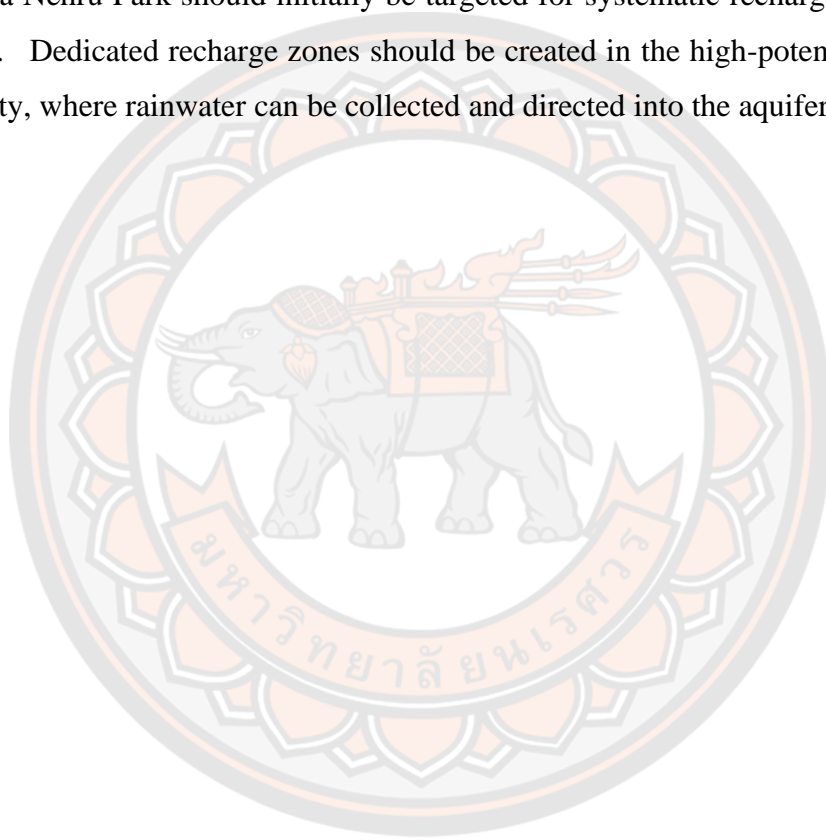 a Nehru Park should initially be targeted for systematic recharg
. Dedicated recharge zones should be created in the high-poten
ty, where rainwater can be collected and directed into the aquifer
มหาวิทยาลัยนเรศวร